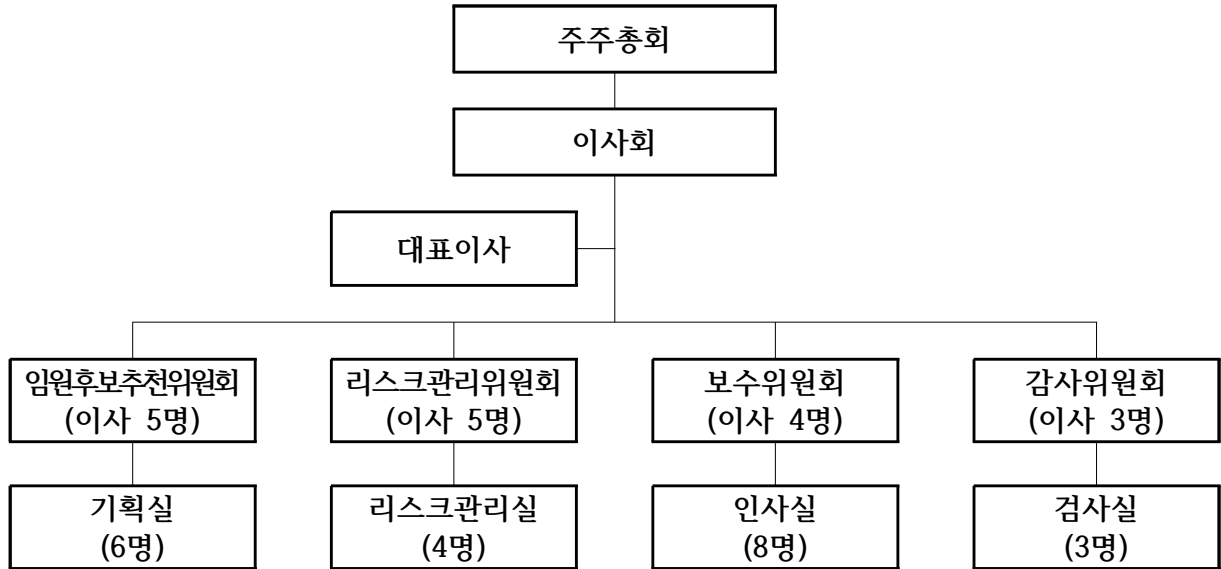 주주총회
이사회
대표이사
임원후보추천위원회
(이사 5명)
리스크관리위원회
(이사 5명)
보수위원회
(이사 4명)
감사위원회
(이사 3명)
기획실
(6명)
리스크관리실
(4명)
인사실
(8명)
검사실
(3명)